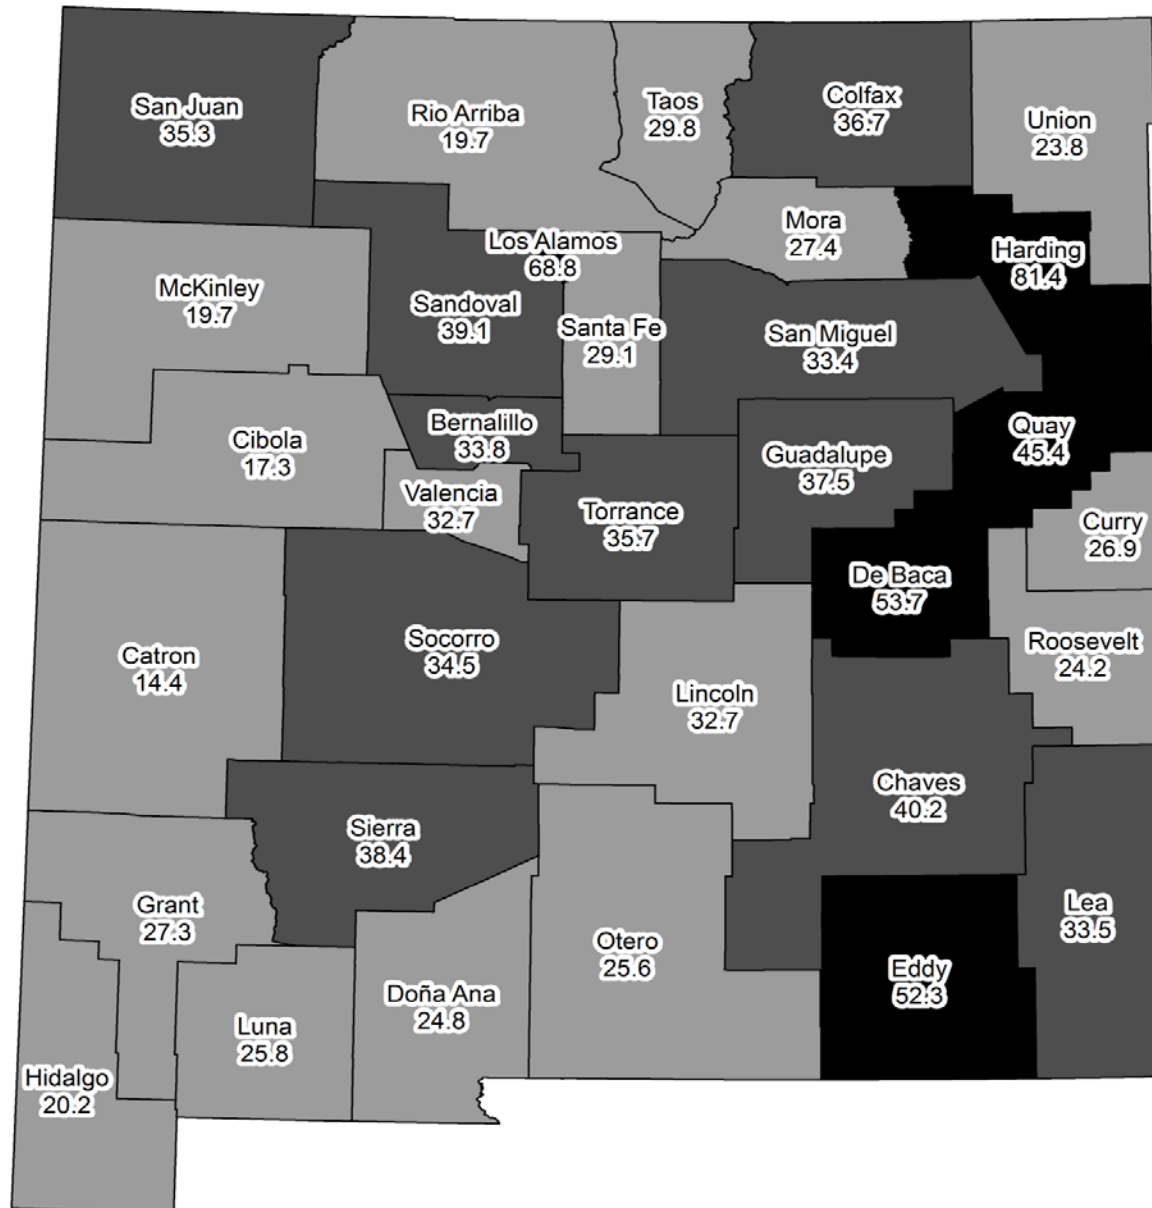 San Juan
35.3
Rio Arriba
19.7
Taos
29.8
Colfax
36.7
Union
23.8
Mora
27.4
Harding
81.4
Los Alamos
68.8
McKinley
19.7
Sandoval
39.1
Santa Fe
29.1
San Miguel
33.4
Bernalillo
33.8
Cibola
17.3
Quay
45.4
Guadalupe
37.5
Valencia
32.7
Torrance
35.7
Curry
26.9
De Baca
53.7
Socorro
34.5
Catron
14.4
Roosevelt
24.2
Lincoln
32.7
Chaves
40.2
Sierra
38.4
Grant
27.3
Lea
33.5
Otero
25.6
Eddy
52.3
Doña Ana
24.8
Luna
25.8
Hidalgo
20.2